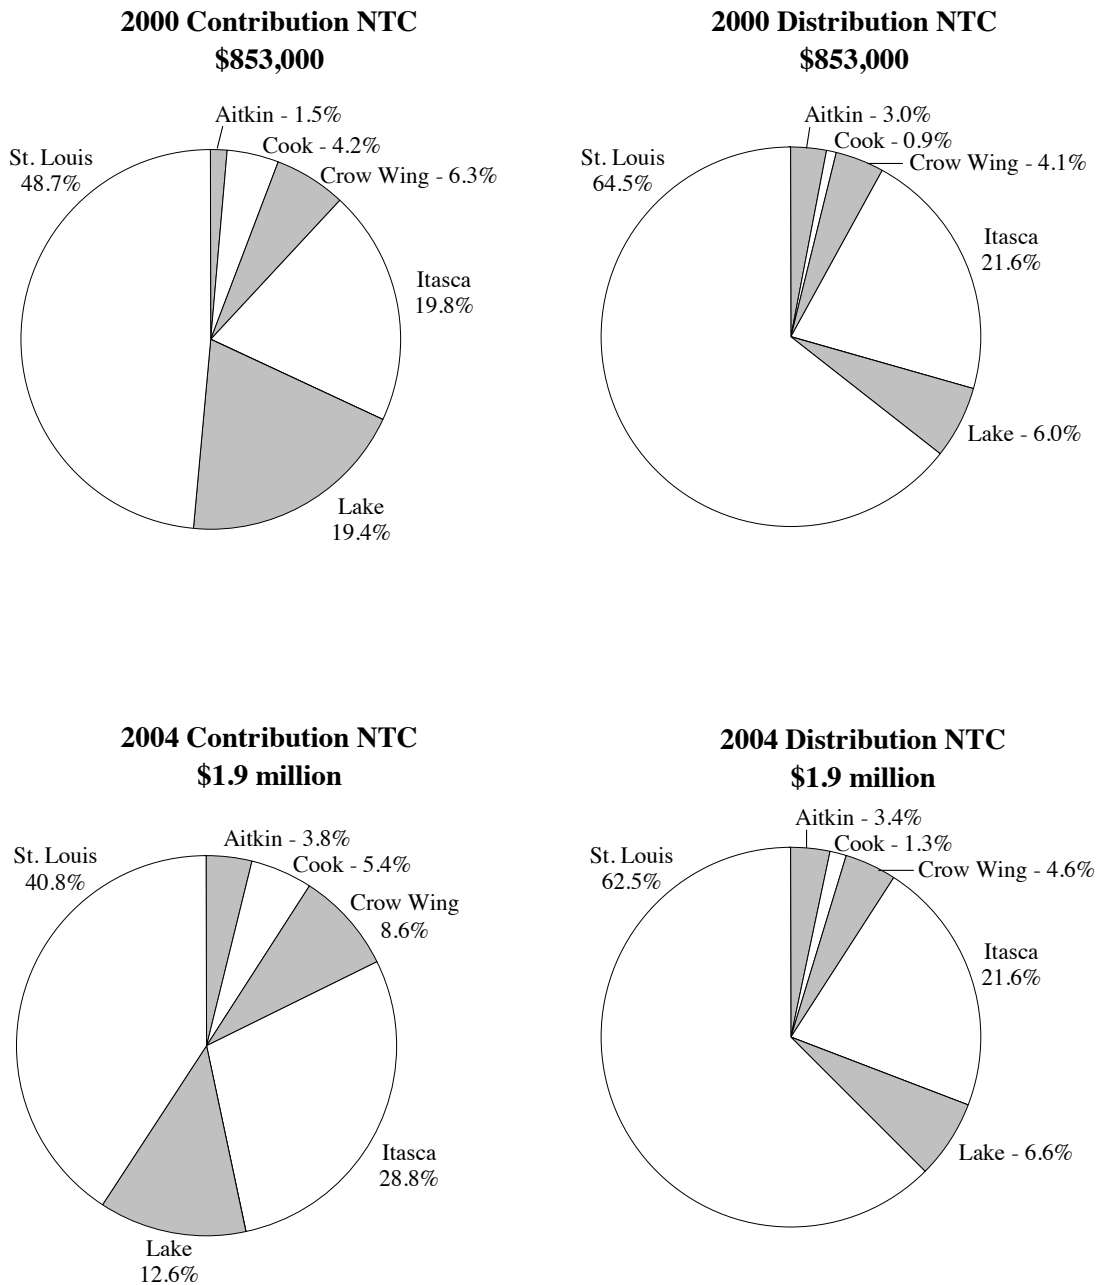 2000 Contribution NTC
$853,000
Aitkin - 1.5%
Cook - 4.2%
Crow Wing - 6.3%
Itasca
19.8%
Lake
19.4%
St. Louis
48.7%
2000 Distribution NTC
$853,000
Aitkin - 3.0%
Cook - 0.9%
Crow Wing - 4.1%
Itasca
21.6%
Lake - 6.0%
St. Louis
64.5%
2004 Contribution NTC
$1.9 million
Aitkin - 3.8%
Cook - 5.4%
Crow Wing
8.6%
Itasca
28.8%
Lake
12.6%
St. Louis
40.8%
2004 Distribution NTC
$1.9 million
Aitkin - 3.4%
Cook - 1.3%
Crow Wing - 4.6%
Itasca
21.6%
Lake - 6.6%
St. Louis
62.5%